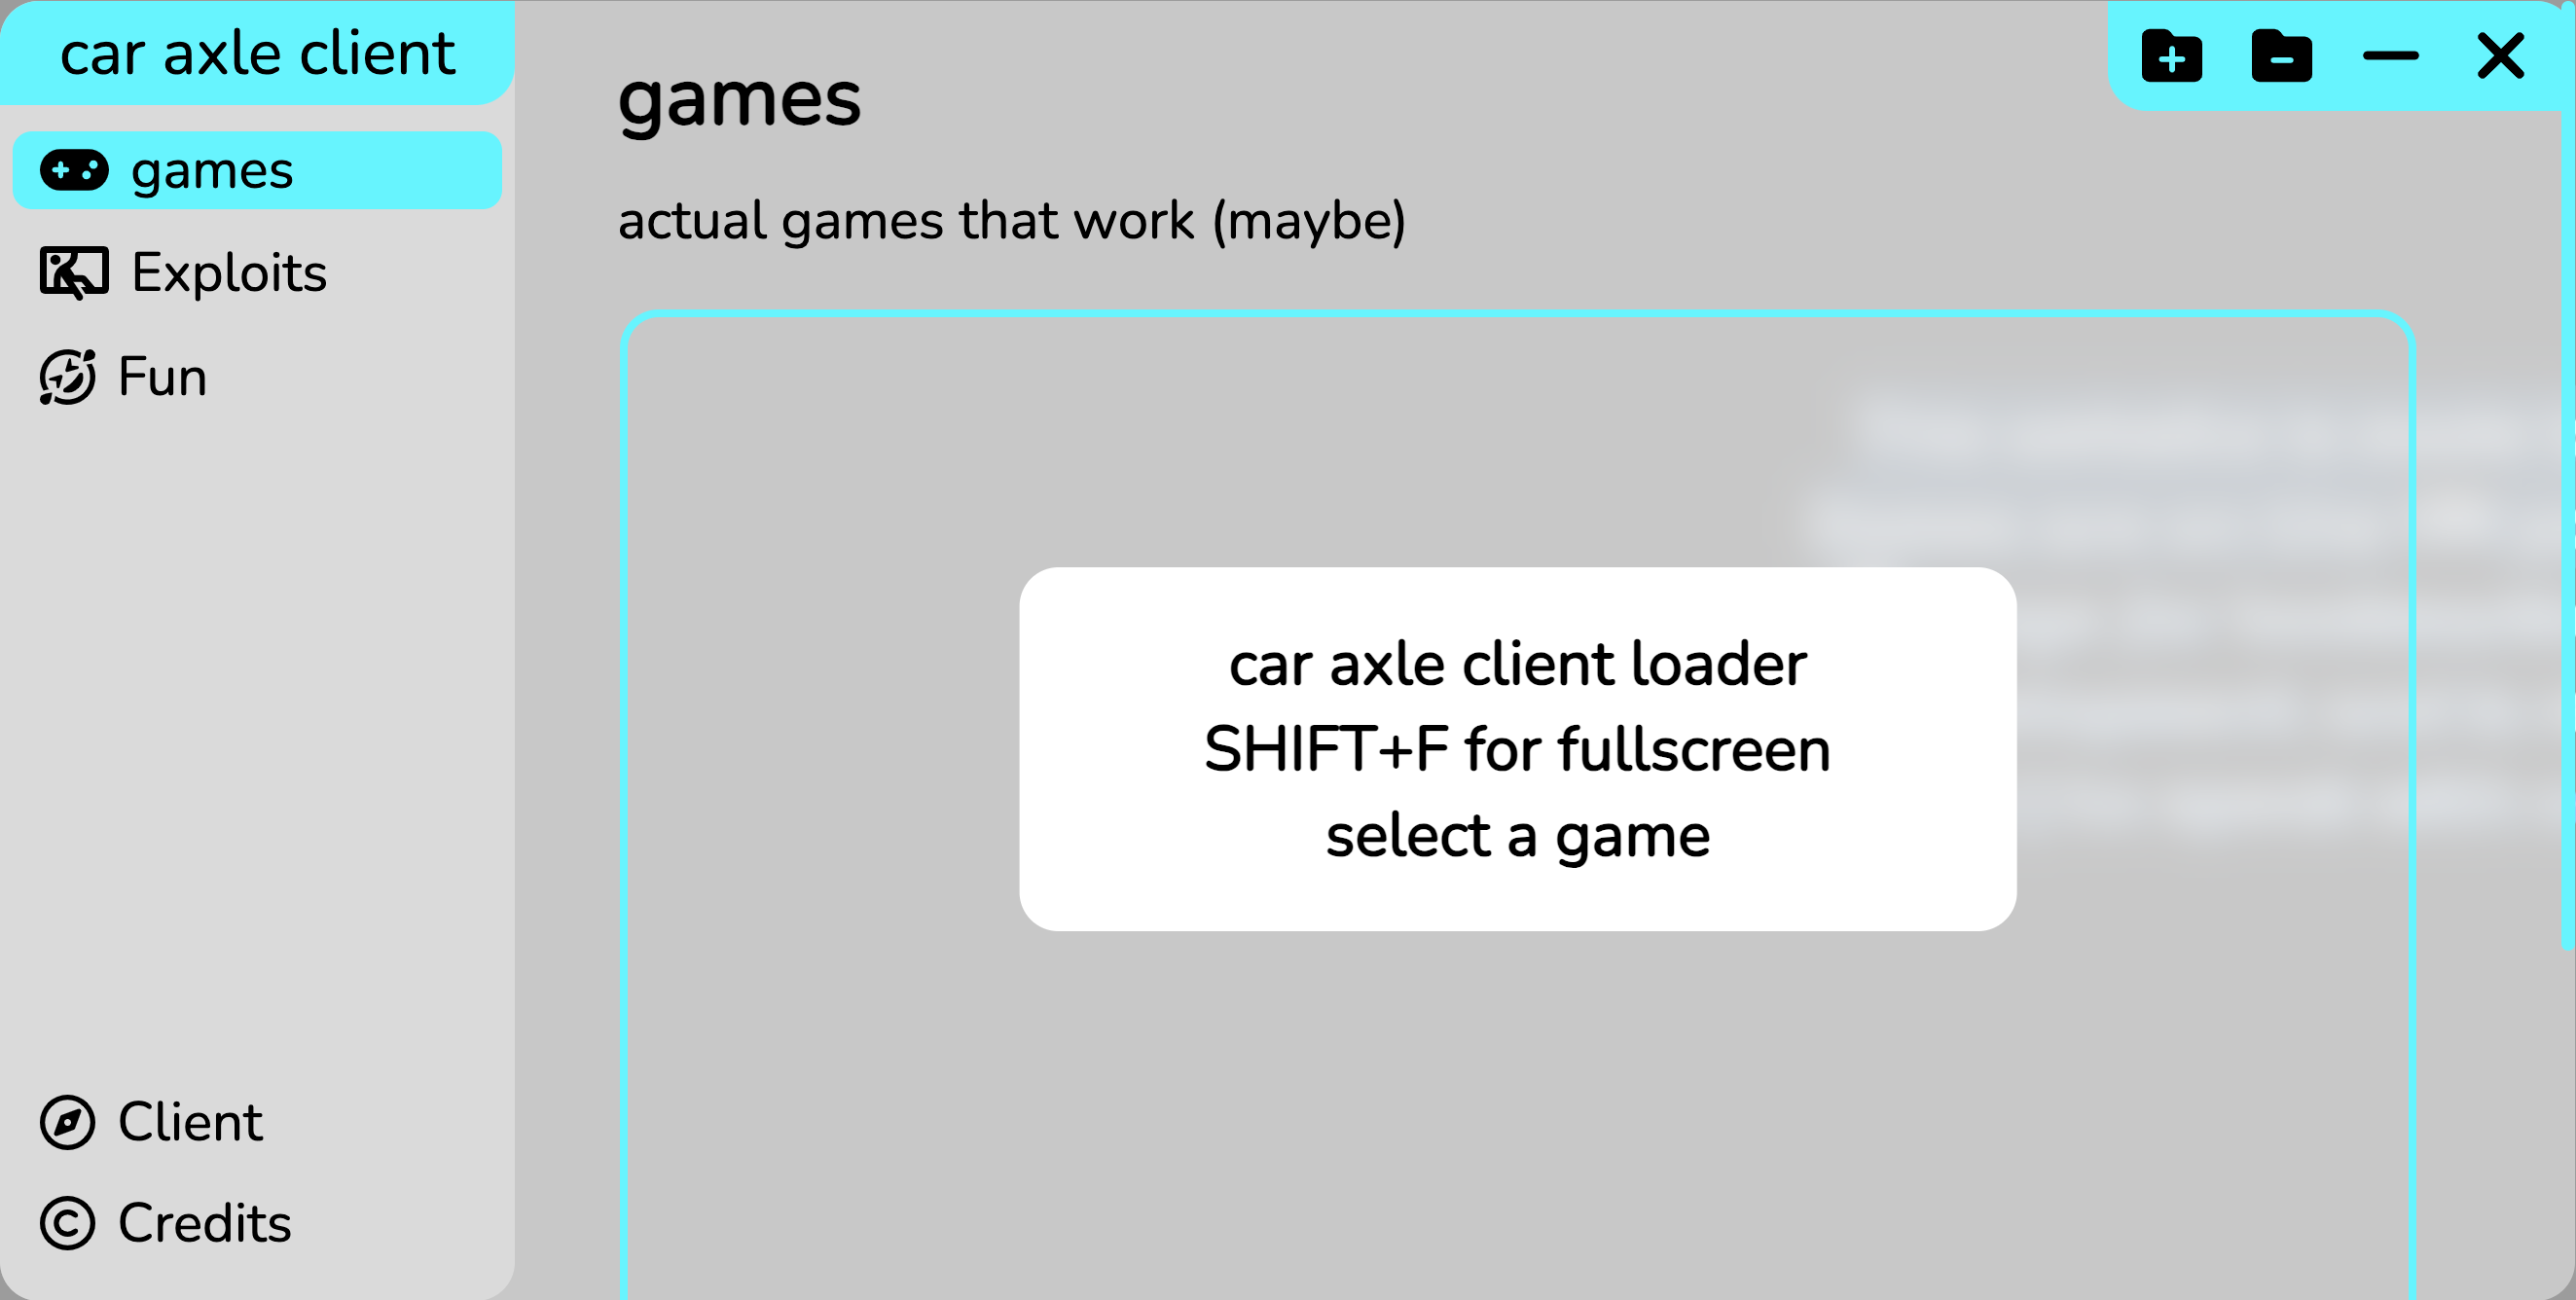 car axle client
games
Exploits
Fun
Client
Credits
games
actual games that work (maybe)
car axle client loader
SHIFT+F for fullscreen
select a game